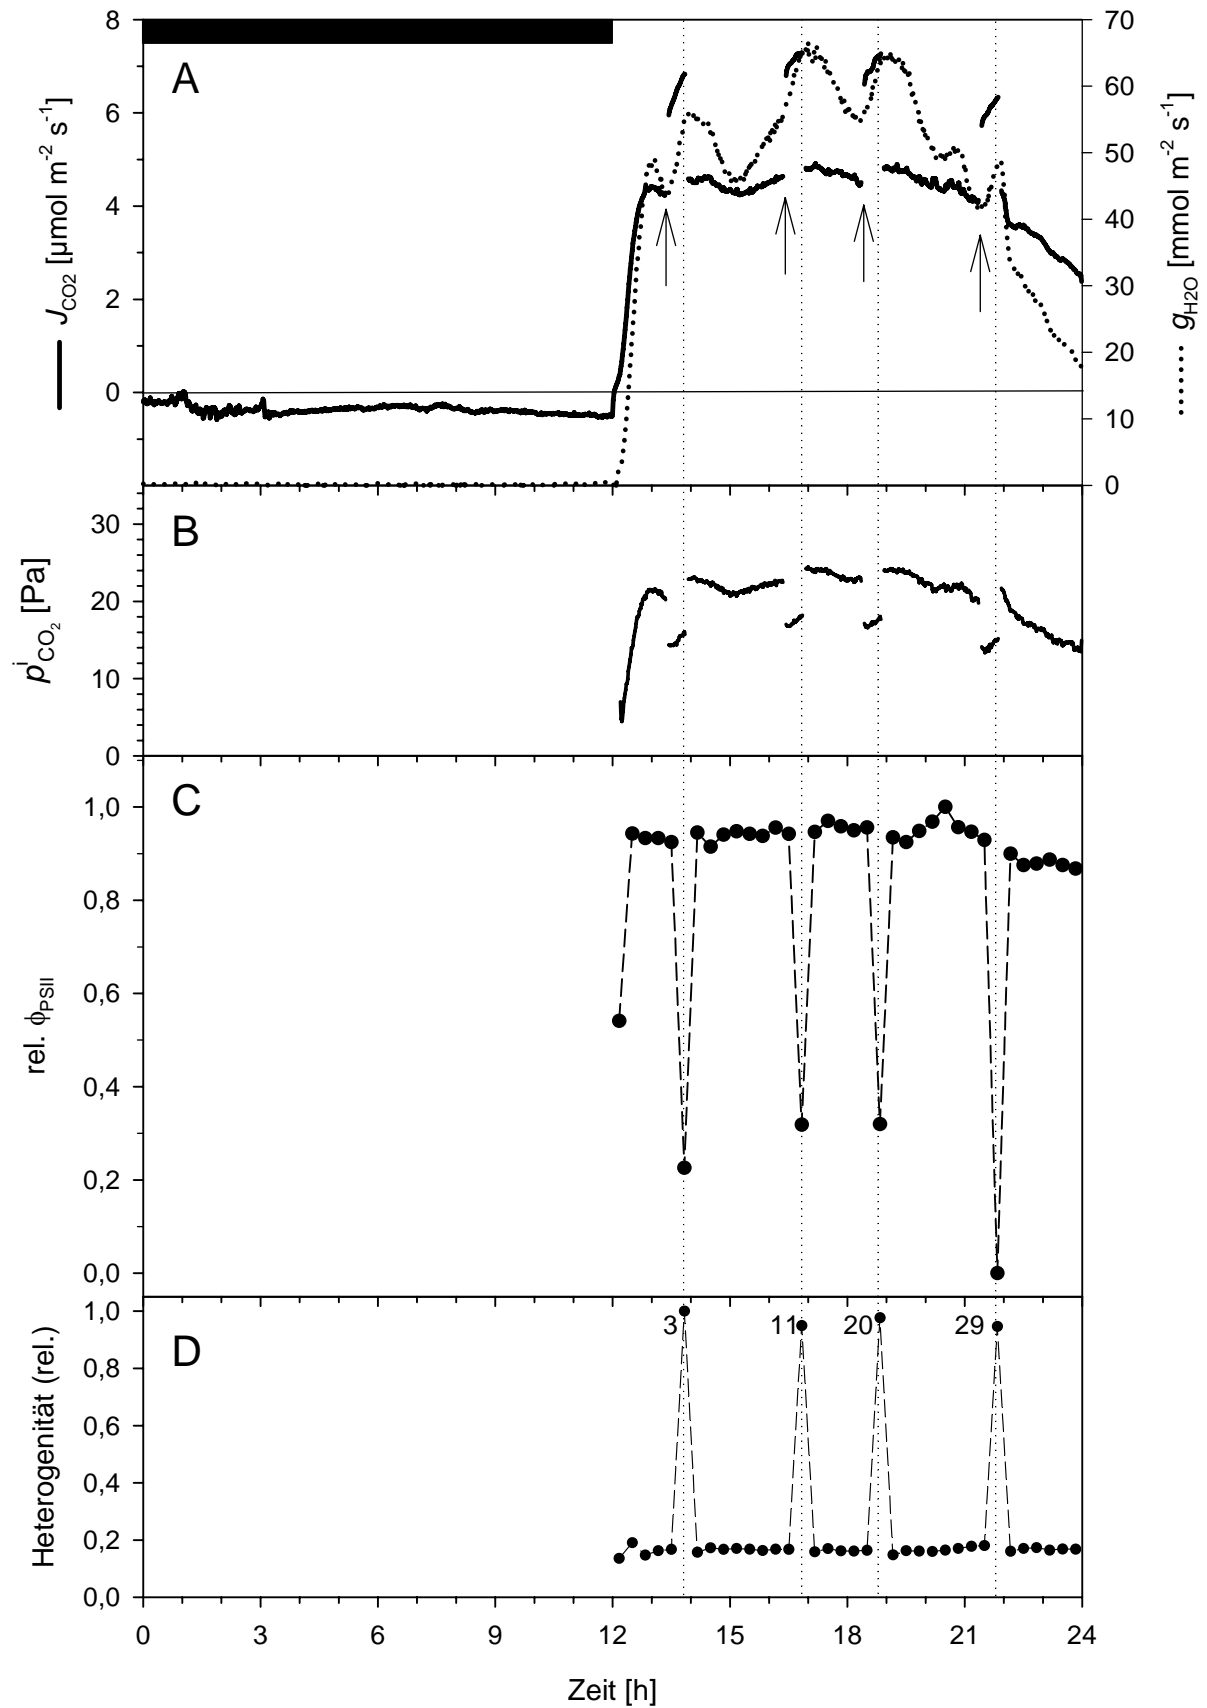 A
8
6
4
2
0
J_CO2 [µmol m⁻² s⁻¹]
70
60
50
40
30
20
10
0
g_H2O [mmol m⁻² s⁻¹]
B
30
20
10
0
pⁱ_CO₂ [Pa]
C
1,0
0,8
0,6
0,4
0,2
0,0
rel. ϕ_PSII
D
1,0
0,8
0,6
0,4
0,2
0,0
Heterogenität (rel.)
3 11 20 29
0 3 6 9 12 15 18 21 24
Zeit [h]